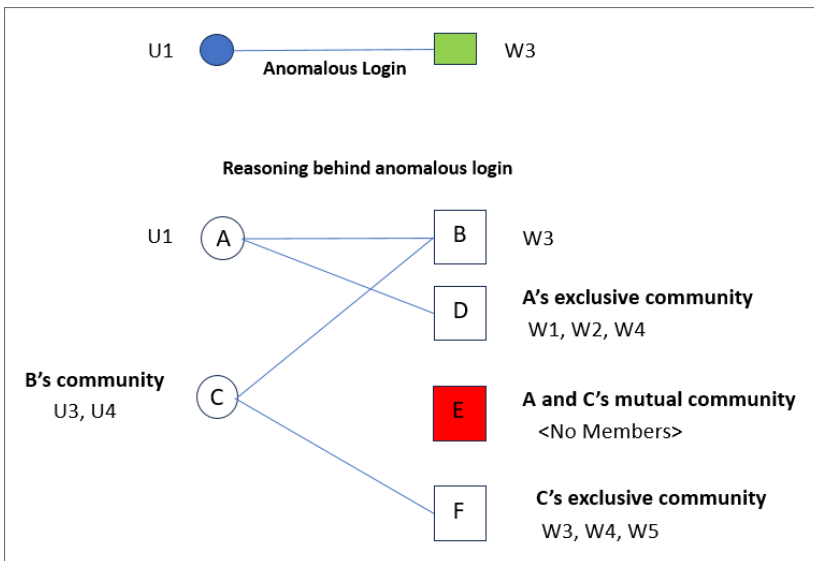 U1
W3
Anomalous Login
Reasoning behind anomalous login
U1
A
B
W3
D
A's exclusive community
W1, W2, W4
B's community
U3, U4
C
E
A and C's mutual community
<No Members>
F
C's exclusive community
W3, W4, W5